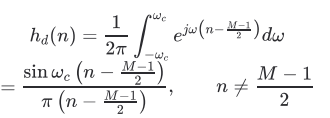 $h_d(n) = \frac{1}{2\pi} \int_{-\omega_c}^{\omega_c} e^{j\omega\left(n - \frac{M-1}{2}\right)} d\omega$
$= \frac{\sin \omega_c \left(n - \frac{M-1}{2}\right)}{\pi \left(n - \frac{M-1}{2}\right)}, \qquad n \neq \frac{M-1}{2}$